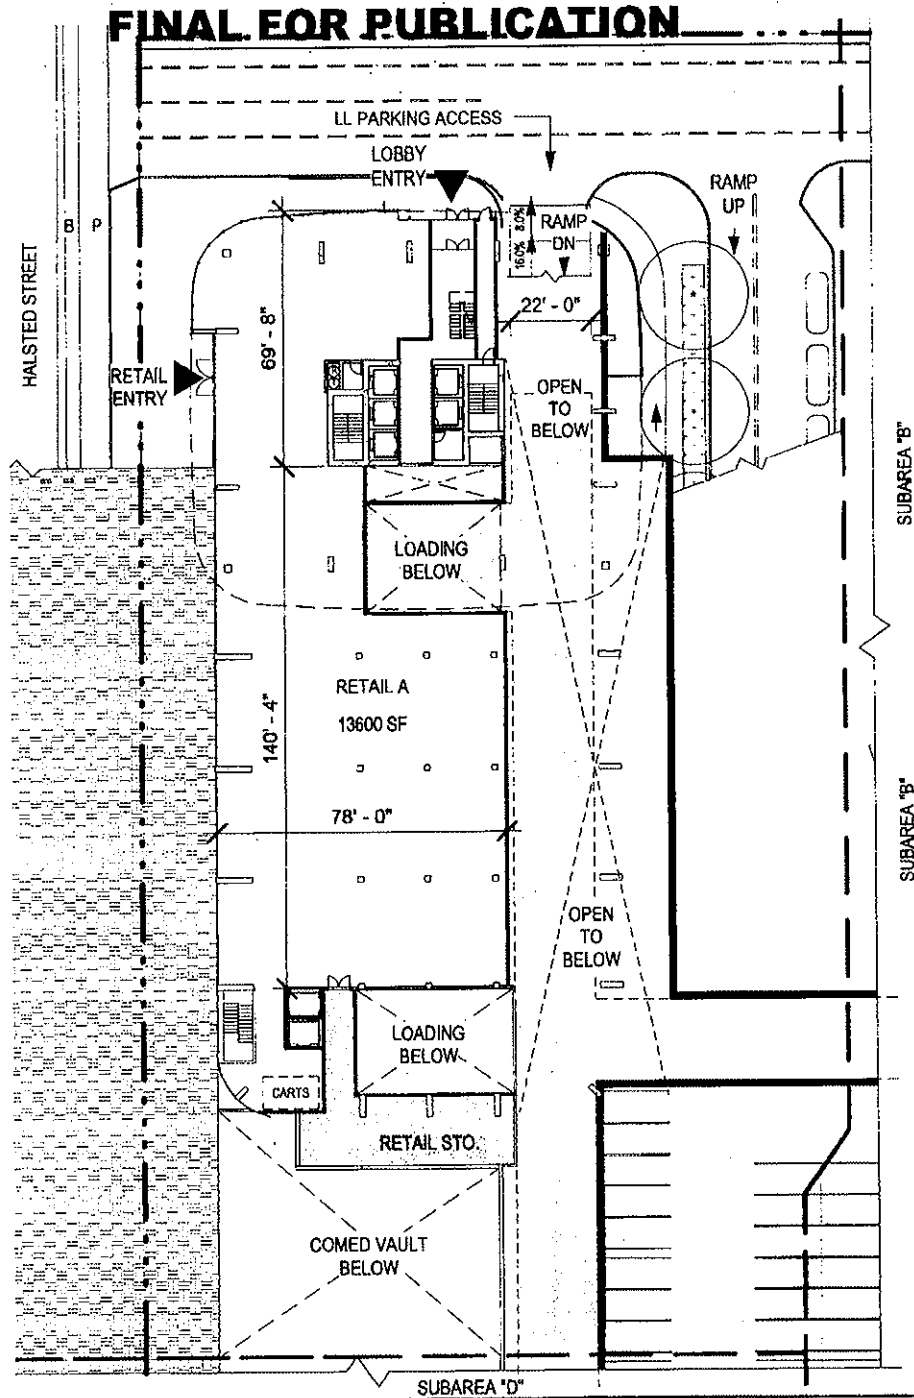 FINAL FOR PUBLICATION
LL PARKING ACCESS
LOBBY
ENTRY
RAMP
UP
B P
HALSTED STREET
16.0% 8.0%
RAMP
DN
22' - 0"
69' - 8"
RETAIL
ENTRY
OPEN
TO
BELOW
SUBAREA "B"
LOADING
BELOW
RETAIL A
13600 SF
140' - 4"
78' - 0"
SUBAREA "B"
OPEN
TO
BELOW
LOADING
BELOW
CARTS
RETAIL STO.
COMED VAULT
BELOW
SUBAREA "D"